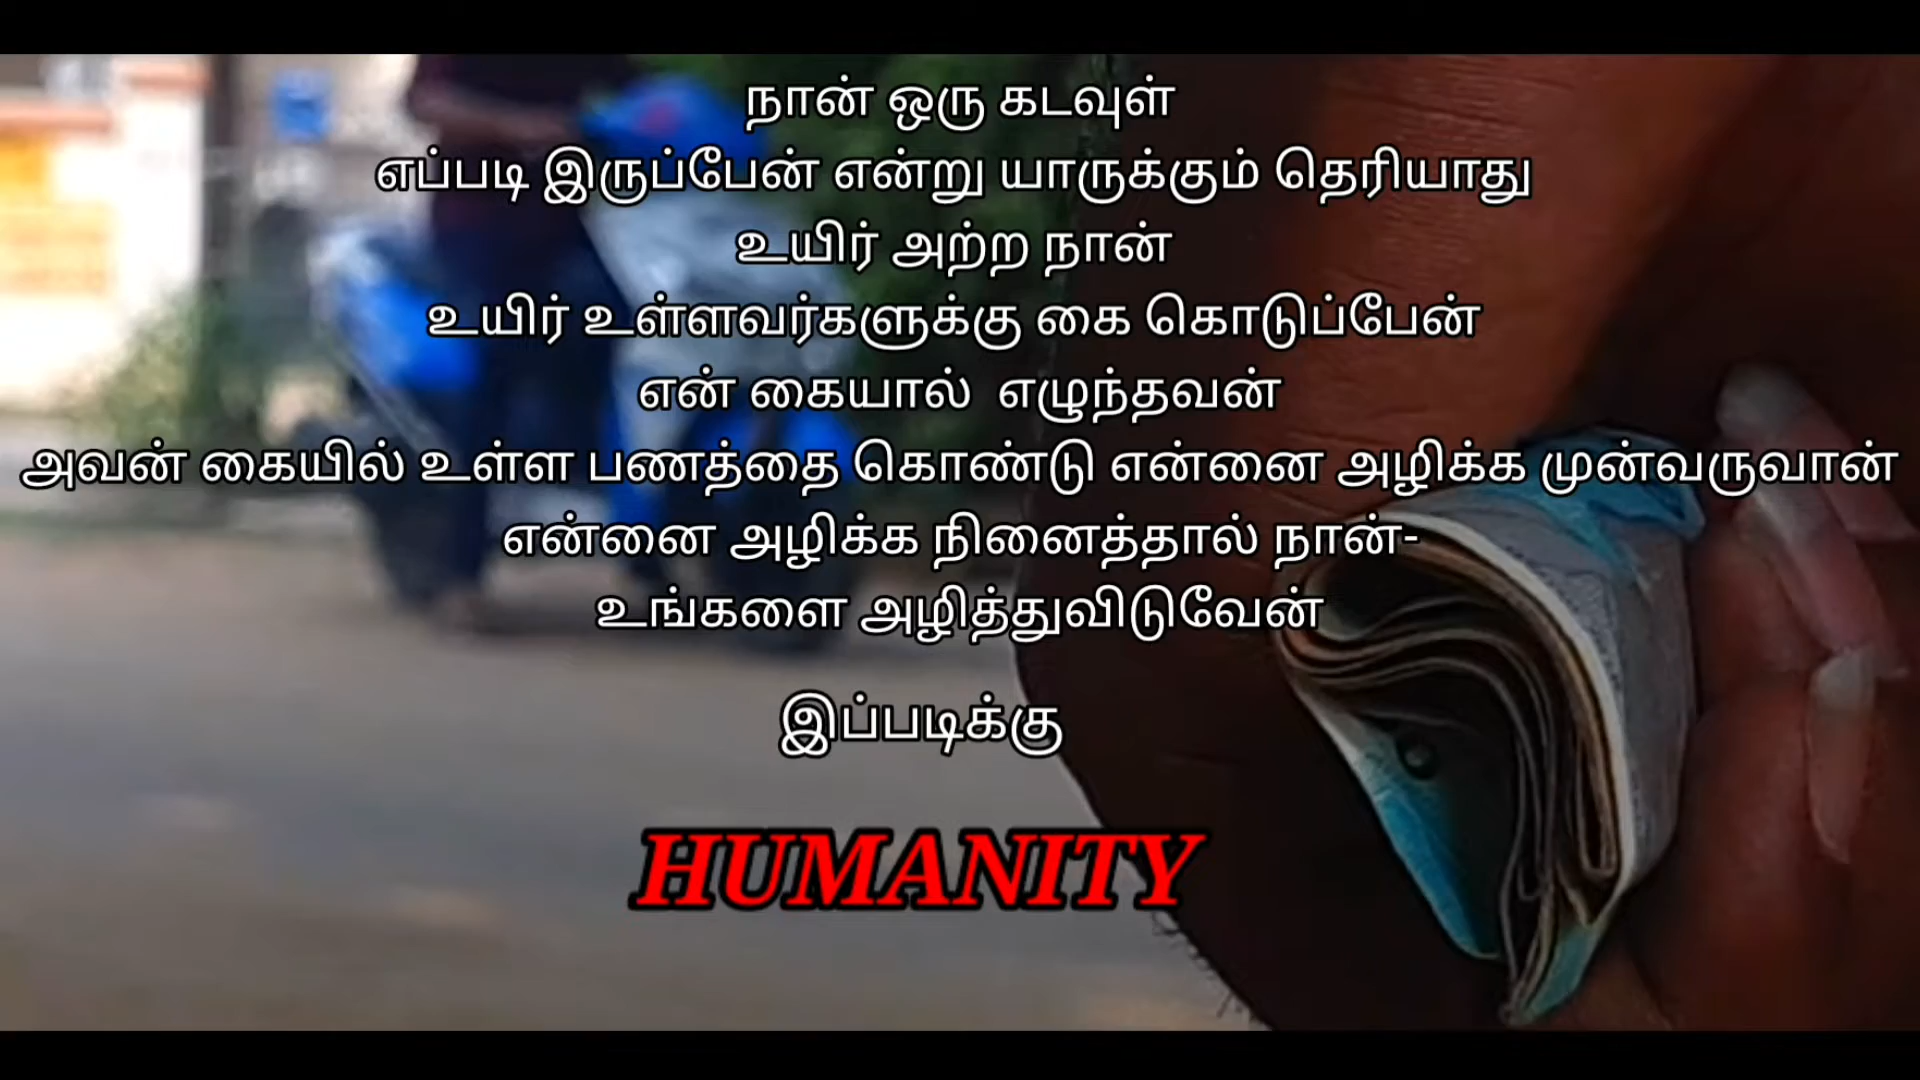 நான் ஒரு கடவுள்
எப்படி இருப்பேன் என்று யாருக்கும் தெரியாது
உயிர் அற்ற நான்
உயிர் உள்ளவர்களுக்கு கை கொடுப்பேன்
என் கையால் எழுந்தவன்
அவன் கையில் உள்ள பணத்தை கொண்டு என்னை அழிக்க முன்வருவான்
என்னை அழிக்க நினைத்தால் நான்-
உங்களை அழித்துவிடுவேன்
இப்படிக்கு
HUMANITY